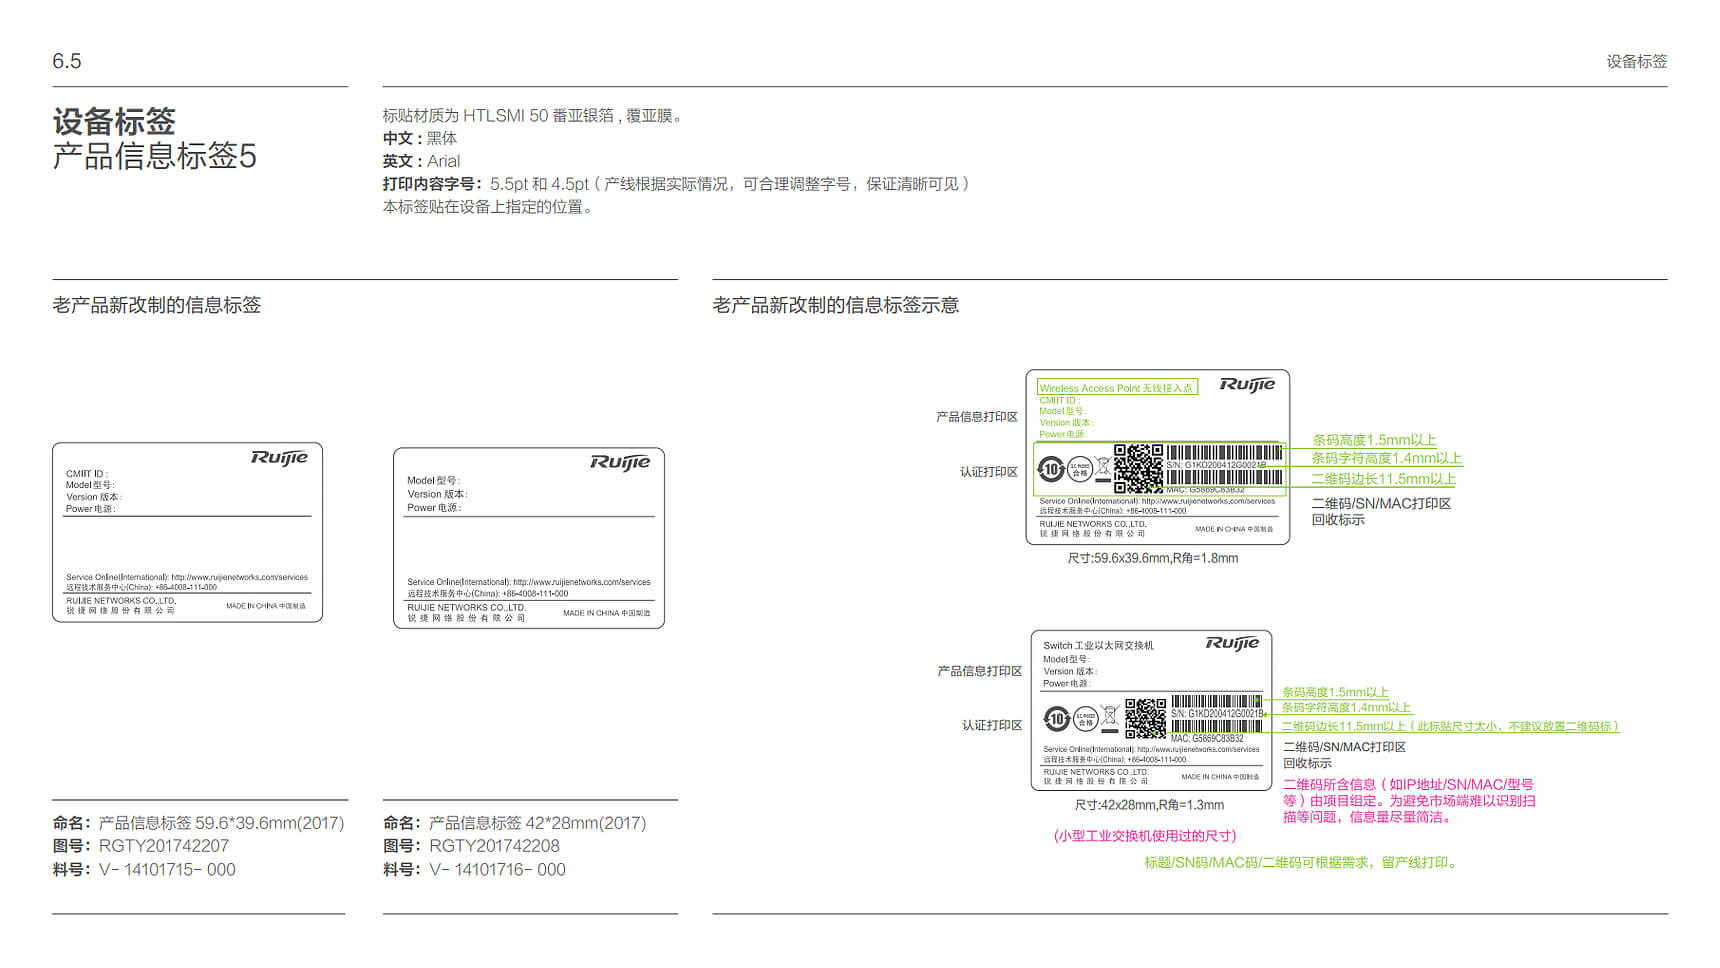 6.5
设备标签
设备标签
产品信息标签5
标贴材质为 HTLSMI 50 番亚银箔 , 覆亚膜。
中文 : 黑体
英文 : Arial
打印内容字号： 5.5pt 和 4.5pt ( 产线根据实际情况，可合理调整字号，保证清晰可见 )
本标签贴在设备上指定的位置。
老产品新改制的信息标签
Ruijie
CMIIT ID :
Model 型号:
Version 版本:
Power 电源:
Service Online(International): http://www.ruijienetworks.com/services
远程技术服务中心(China): +86-4008-111-000
RUIJIE NETWORKS CO.,LTD.
锐捷网络股份有限公司
MADE IN CHINA 中国制造
Ruijie
Model 型号:
Version 版本:
Power 电源:
Service Online(International): http://www.ruijienetworks.com/services
远程技术服务中心(China): +86-4008-111-000
RUIJIE NETWORKS CO.,LTD.
锐捷网络股份有限公司
MADE IN CHINA 中国制造
命名： 产品信息标签 59.6*39.6mm(2017)
图号： RGTY201742207
料号： V- 14101715- 000
命名： 产品信息标签 42*28mm(2017)
图号： RGTY201742208
料号： V- 14101716- 000
老产品新改制的信息标签示意
产品信息打印区
认证打印区
Wireless Access Point 无线接入点
Ruijie
CMIIT ID :
Model 型号:
Version 版本:
Power 电源:
10
合格
S/N: G1KD200412G0021B
MAC: G5869C83B32
Service Online(International): http://www.ruijienetworks.com/services
远程技术服务中心(China): +86-4008-111-000
RUIJIE NETWORKS CO.,LTD.
锐捷网络股份有限公司
MADE IN CHINA 中国制造
条码高度1.5mm以上
条码字符高度1.4mm以上
二维码边长11.5mm以上
二维码/SN/MAC打印区
回收标示
尺寸:59.6x39.6mm,R角=1.8mm
产品信息打印区
认证打印区
Switch 工业以太网交换机
Ruijie
Model 型号:
Version 版本:
Power 电源:
10
合格
S/N: G1KD200412G0021B
MAC: G5869C83B32
Service Online(International): http://www.ruijienetworks.com/services
远程技术服务中心(China): +86-4008-111-000
RUIJIE NETWORKS CO.,LTD.
锐捷网络股份有限公司
MADE IN CHINA 中国制造
条码高度1.5mm以上
条码字符高度1.4mm以上
二维码边长11.5mm以上 ( 此标贴尺寸太小，不建议放置二维码标 )
二维码/SN/MAC打印区
回收标示
二维码所含信息 ( 如IP地址/SN/MAC/型号
等 ) 由项目组定。为避免市场端难以识别扫
描等问题，信息量尽量简洁。
尺寸:42x28mm,R角=1.3mm
(小型工业交换机使用过的尺寸)
标题/SN码/MAC码/二维码可根据需求，留产线打印。